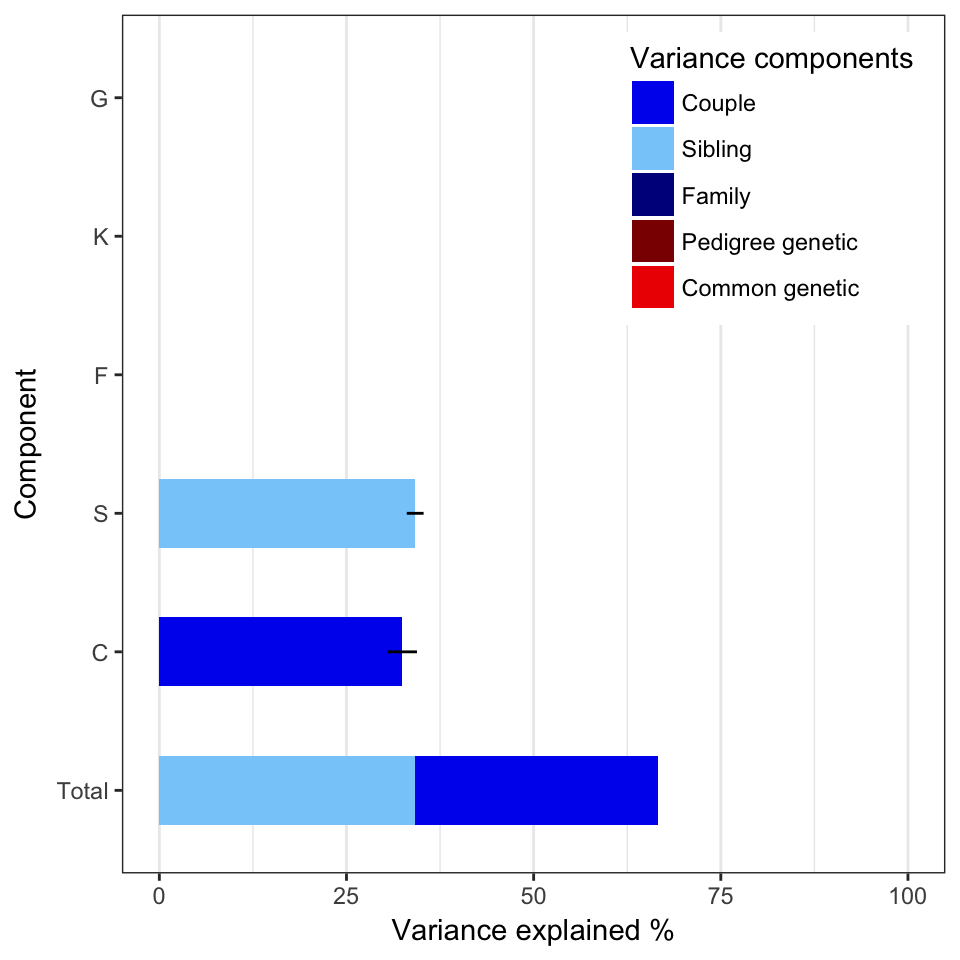 Variance components
Couple
Sibling
Family
Pedigree genetic
Common genetic
G
K
F
S
C
Total
Component
0 25 50 75 100
Variance explained %